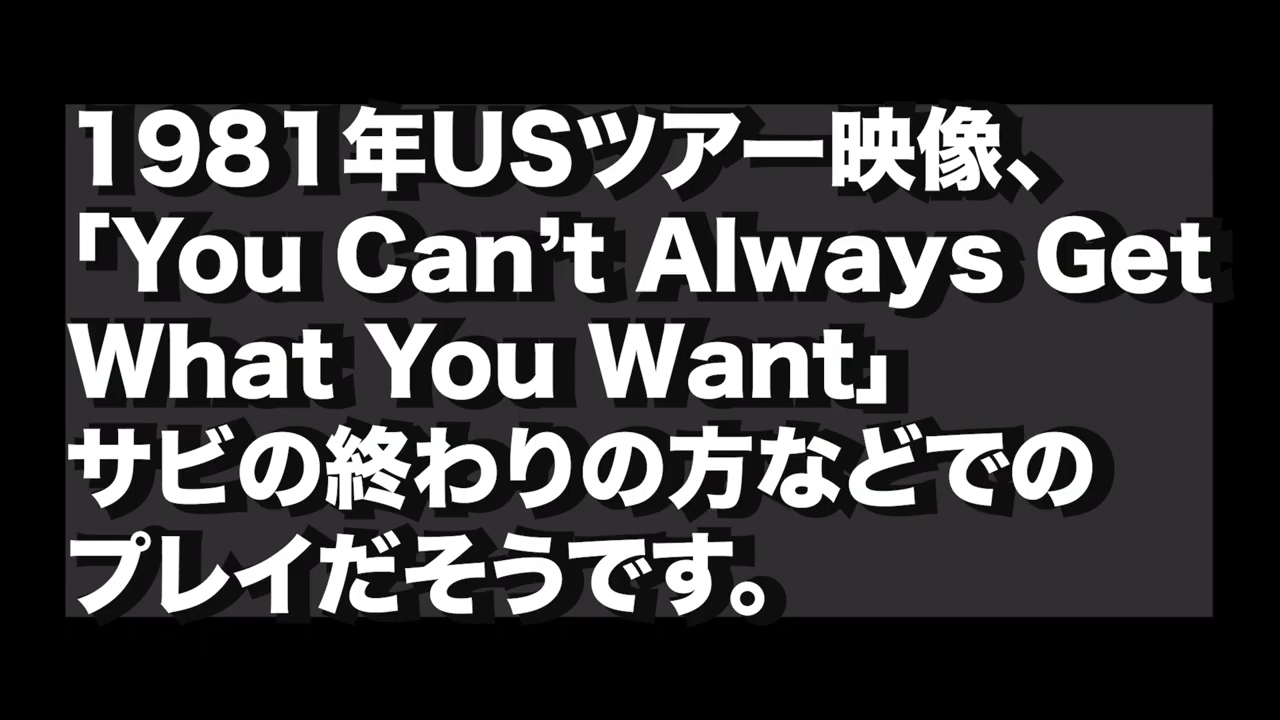 1981年USツアー映像、
「You Can’t Always Get
What You Want」
サビの終わりの方などでの
プレイだそうです。